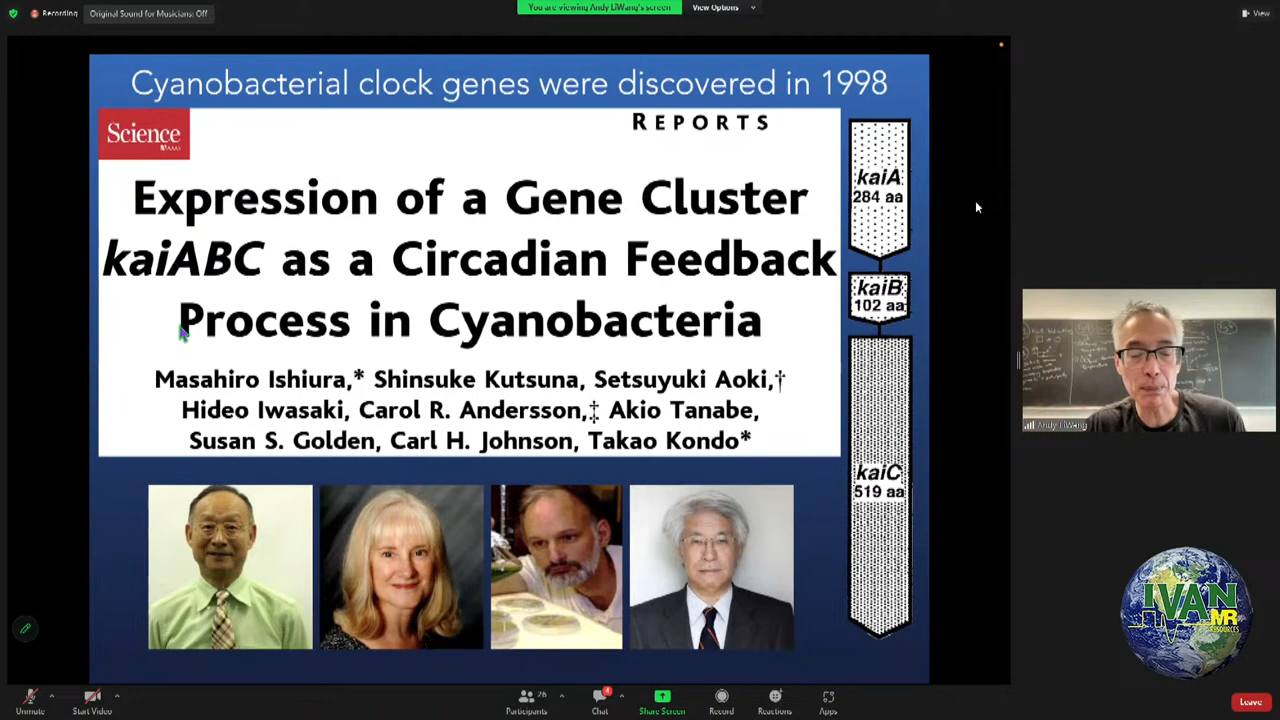 Recording
Original Sound for Musicians: Off
You are viewing Andy LiWang's screen
View Options
View
Cyanobacterial clock genes were discovered in 1998
Science
AAAS
REPORTS
Expression of a Gene Cluster
kaiABC as a Circadian Feedback
Process in Cyanobacteria
Masahiro Ishiura,* Shinsuke Kutsuna, Setsuyuki Aoki,†
Hideo Iwasaki, Carol R. Andersson,‡ Akio Tanabe,
Susan S. Golden, Carl H. Johnson, Takao Kondo*
kaiA
284 aa
kaiB
102 aa
kaiC
519 aa
Andy LiWang
IVAN
MR
RESOURCES
Unmute
Start Video
Participants
76
Chat
4
Share Screen
Record
Reactions
Apps
Leave